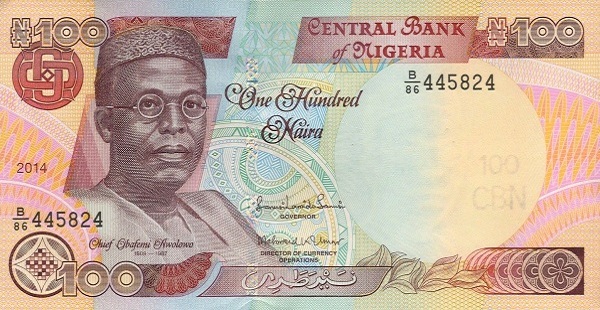 ₦100
CENTRAL BANK
of NIGERIA
₦100
B/86 445824
One Hundred
Naira
2014
100
CBN
B/86 445824
GOVERNOR
Chief Obafemi Awolowo
1909 - 1987
DIRECTOR OF CURRENCY
OPERATIONS
100